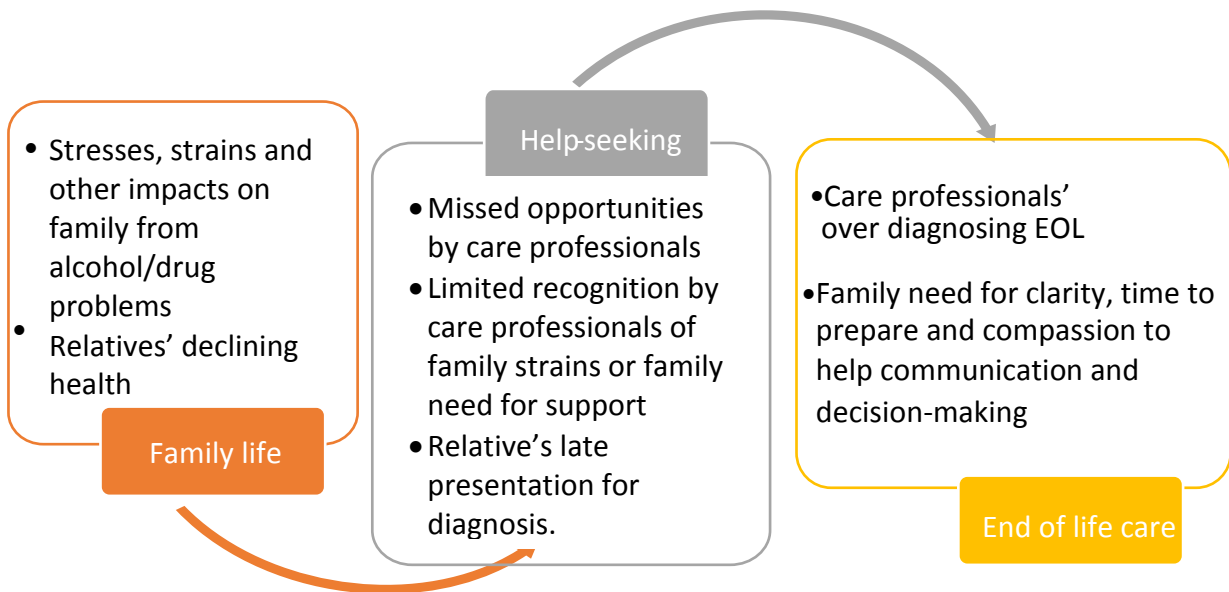 • Stresses, strains and
other impacts on
family from
alcohol/drug
problems
• Relatives’ declining
health
Family life
Help-seeking
• Missed opportunities
by care professionals
• Limited recognition by
care professionals of
family strains or family
need for support
• Relative’s late
presentation for
diagnosis.
•Care professionals’
over diagnosing EOL
•Family need for clarity, time to
prepare and compassion to
help communication and
decision-making
End of life care